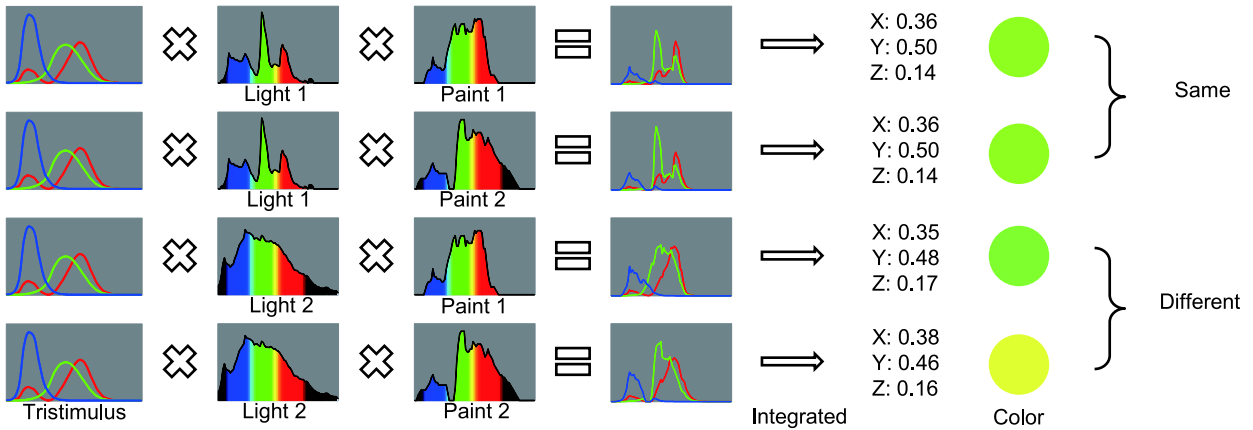 X: 0.36
Y: 0.50
Z: 0.14
Light 1
Paint 1
Same
X: 0.36
Y: 0.50
Z: 0.14
Light 1
Paint 2
X: 0.35
Y: 0.48
Z: 0.17
Light 2
Paint 1
Different
X: 0.38
Y: 0.46
Z: 0.16
Tristimulus
Light 2
Paint 2
Integrated
Color